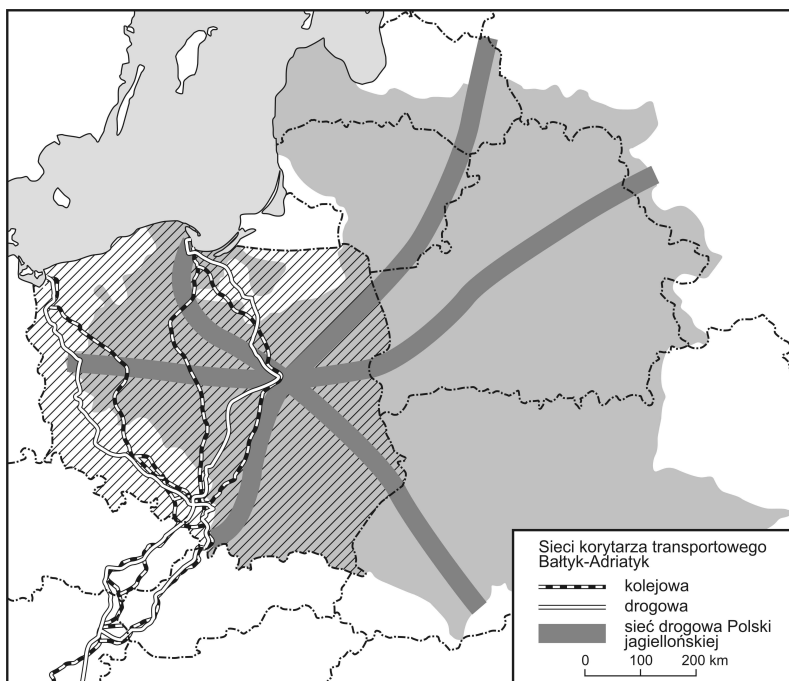 Sieci korytarza transportowego
Bałtyk-Adriatyk
kolejowa
drogowa
sieć drogowa Polski
jagiellońskiej
0 100 200 km